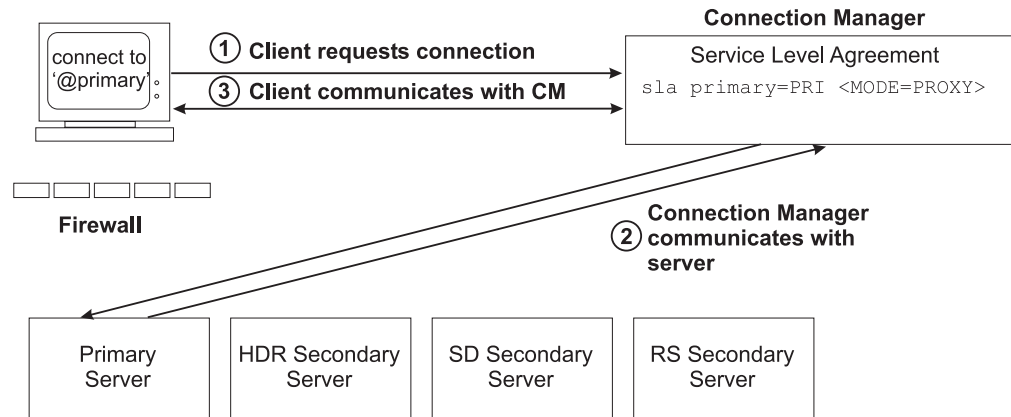 Connection Manager
connect to
'@primary'
1 Client requests connection
3 Client communicates with CM
Service Level Agreement
sla primary=PRI <MODE=PROXY>
Firewall
2 Connection Manager
communicates with
server
Primary
Server
HDR Secondary
Server
SD Secondary
Server
RS Secondary
Server